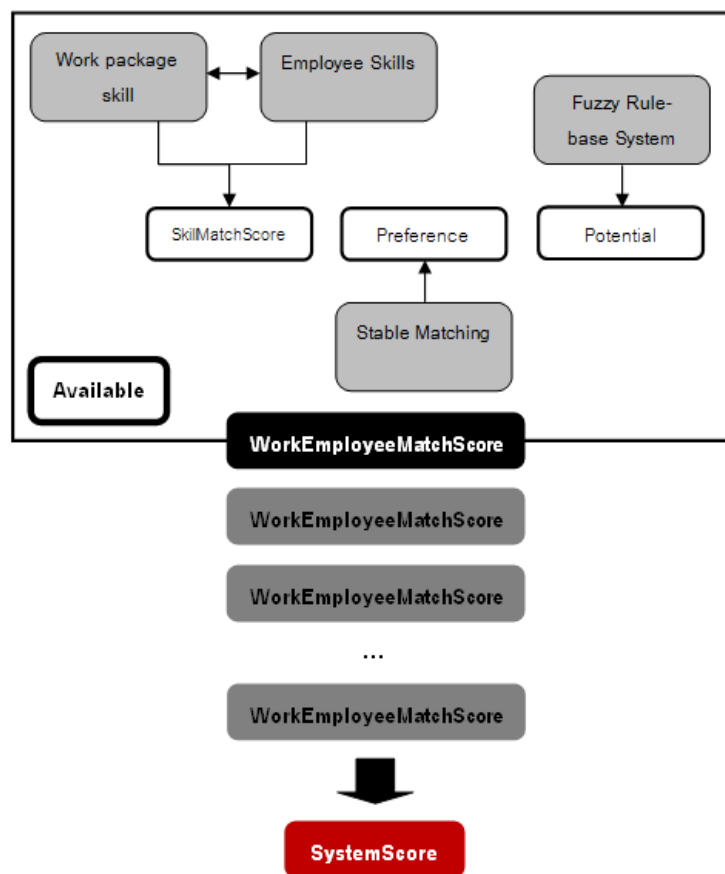 Work package
skill
Employee Skills
Fuzzy Rule-
base System
SkillMatchScore
Preference
Potential
Stable Matching
Available
WorkEmployeeMatchScore
WorkEmployeeMatchScore
WorkEmployeeMatchScore
...
WorkEmployeeMatchScore
SystemScore